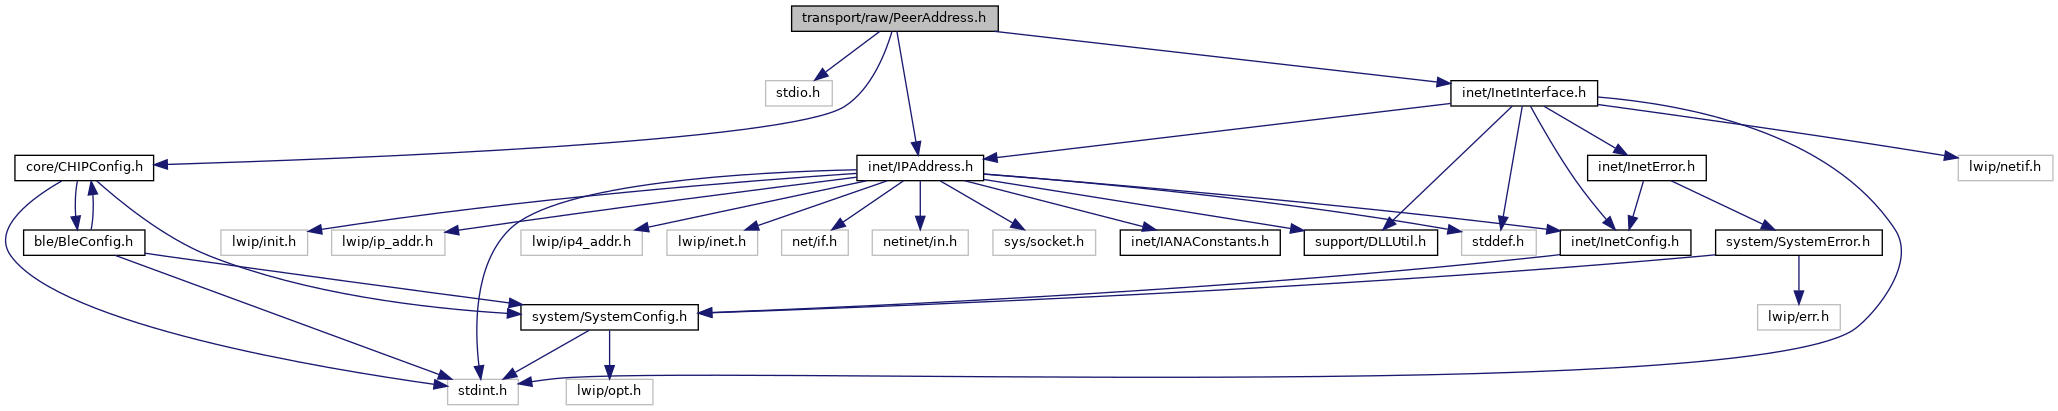 transport/raw/PeerAddress.h
stdio.h
inet/InetInterface.h
core/CHIPConfig.h
inet/IPAddress.h
inet/InetError.h
lwip/netif.h
ble/BleConfig.h
lwip/init.h
lwip/ip_addr.h
lwip/ip4_addr.h
lwip/inet.h
net/if.h
netinet/in.h
sys/socket.h
inet/IANAConstants.h
support/DLLUtil.h
stddef.h
inet/InetConfig.h
system/SystemError.h
system/SystemConfig.h
lwip/err.h
stdint.h
lwip/opt.h